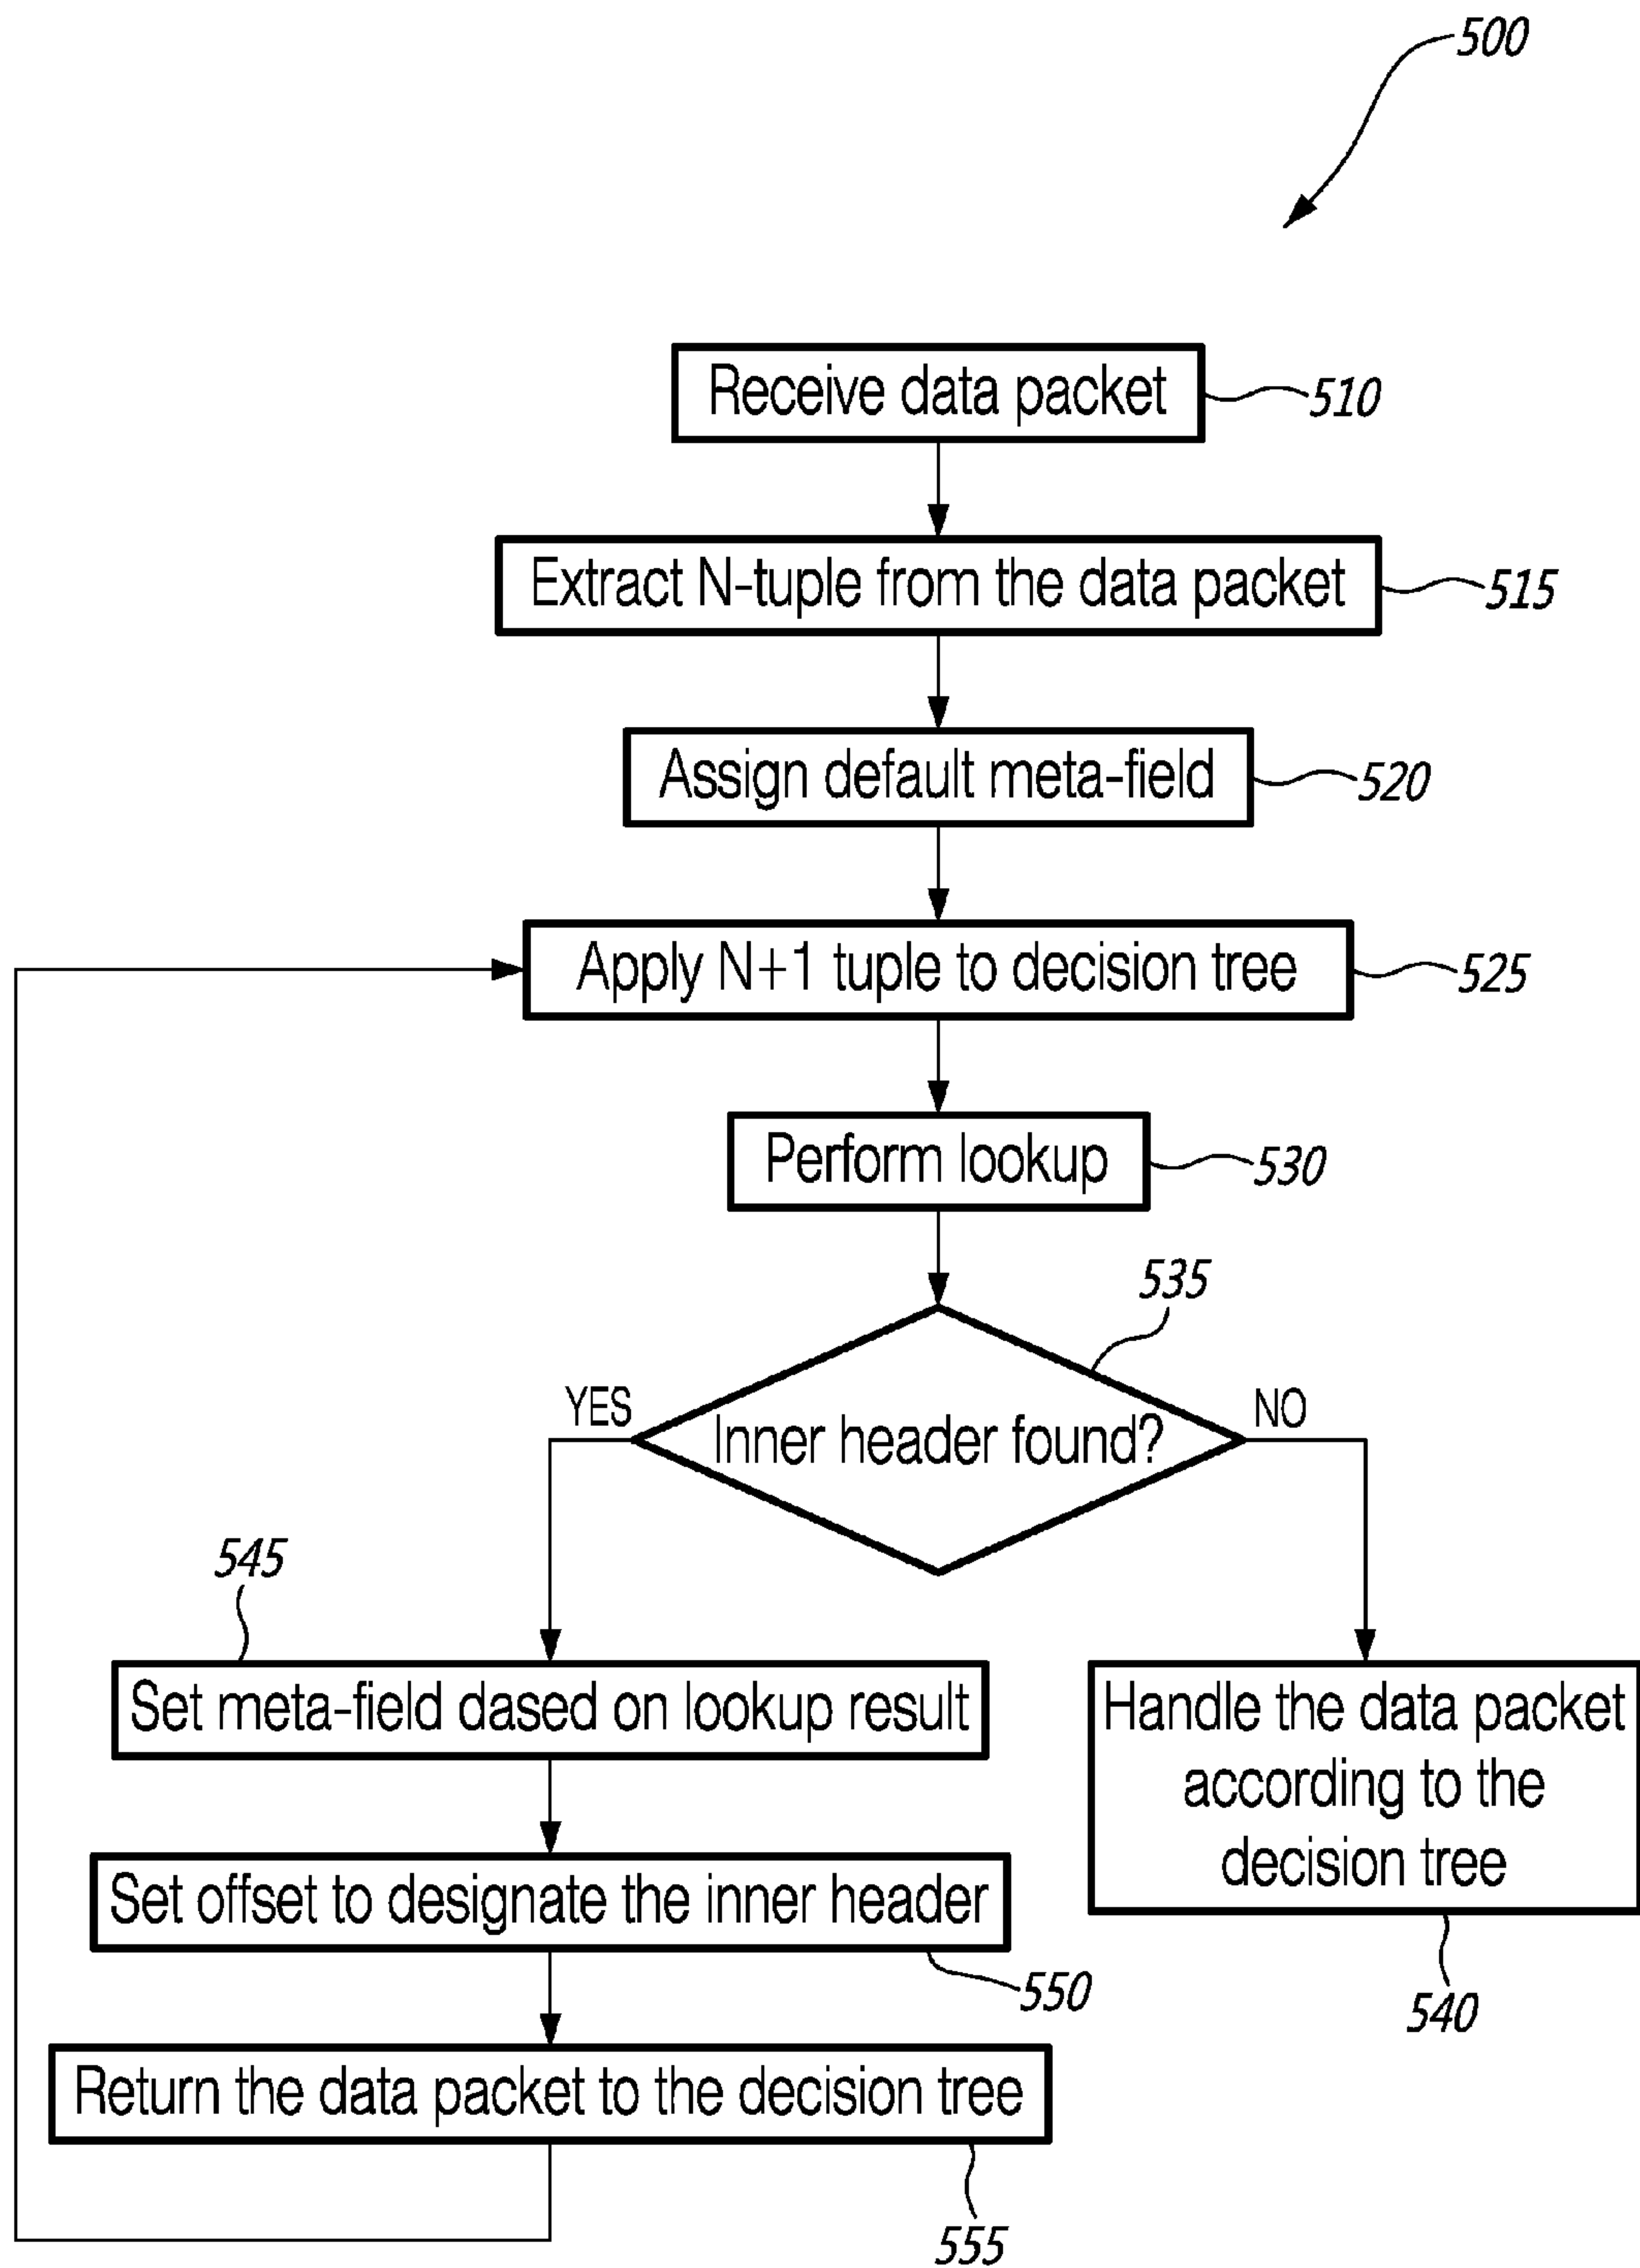 500
Receive data packet
510
Extract N-tuple from the data packet
515
Assign default meta-field
520
Apply N+1 tuple to decision tree
525
Perform lookup
530
535
YES
Inner header found?
NO
545
Set meta-field dased on lookup result
Handle the data packet
according to the
decision tree
540
Set offset to designate the inner header
550
Return the data packet to the decision tree
555